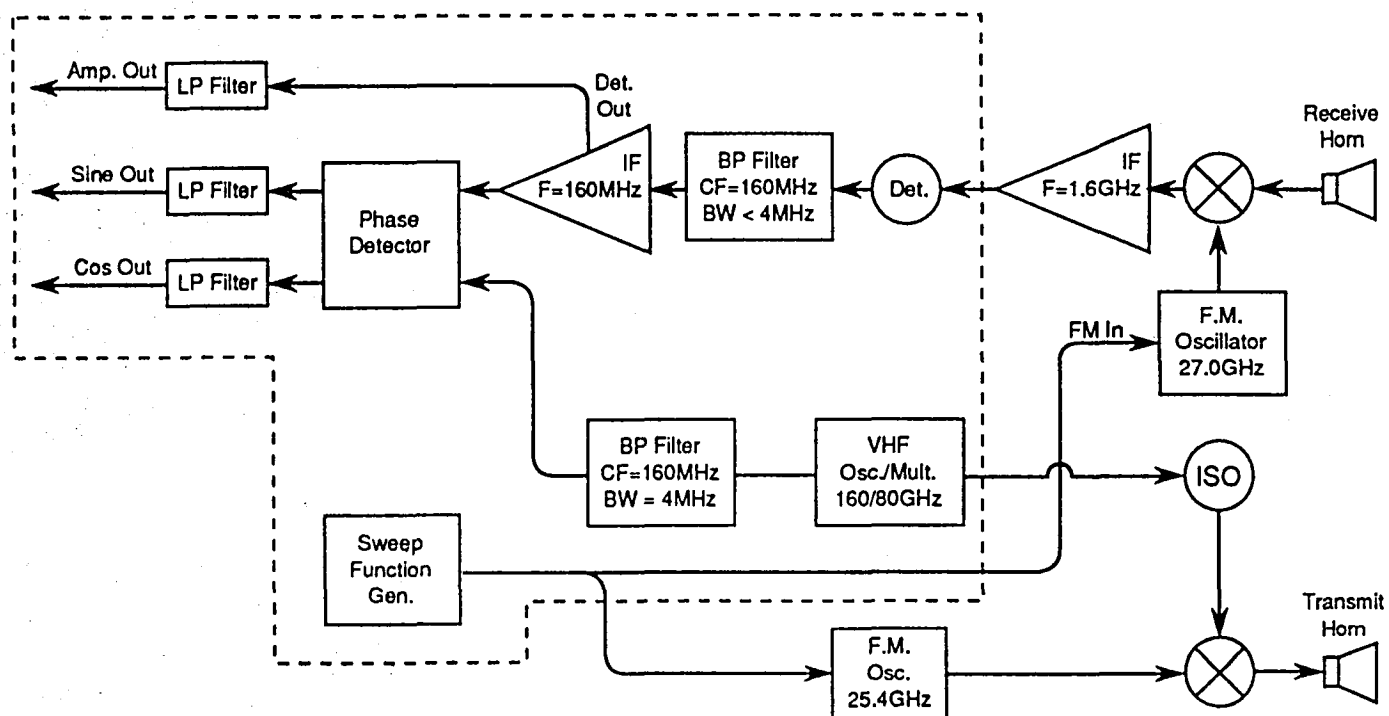 Amp. Out
LP Filter
Det.
Out
Sine Out
LP Filter
Cos Out
LP Filter
Phase
Detector
IF
F=160MHz
BP Filter
CF=160MHz
BW < 4MHz
Det.
IF
F=1.6GHz
Receive
Horn
FM In
F.M.
Oscillator
27.0GHz
BP Filter
CF=160MHz
BW = 4MHz
VHF
Osc./Mult.
160/80GHz
ISO
Sweep
Function
Gen.
F.M.
Osc.
25.4GHz
Transmit
Horn